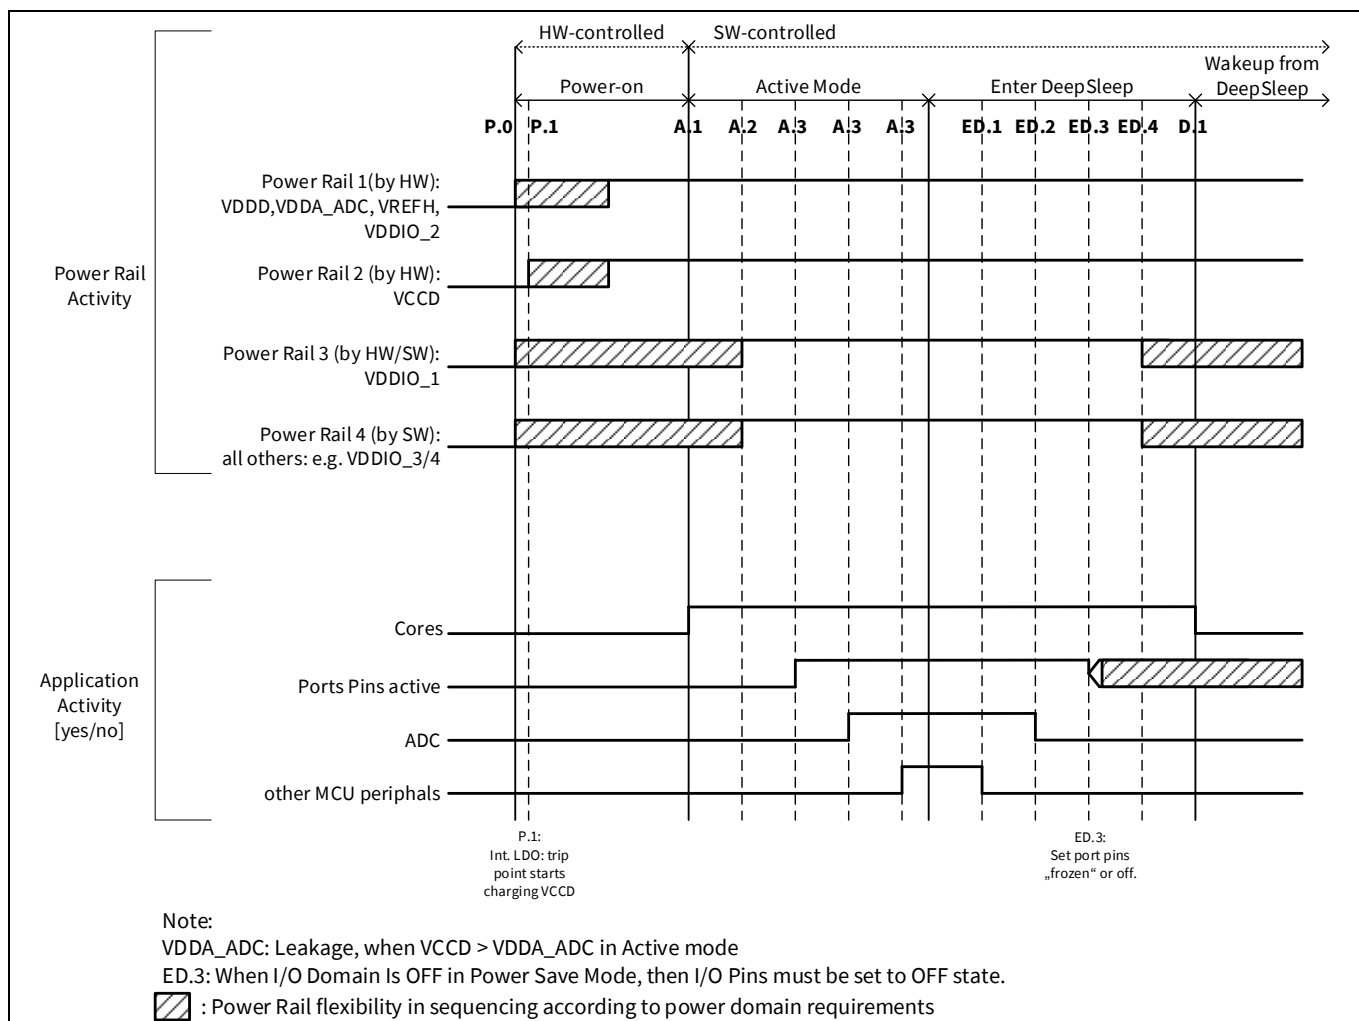 HW-controlled
SW-controlled
Wakeup from
DeepSleep
Power-on
Active Mode
Enter DeepSleep
P.0 P.1 A.1 A.2 A.3 A.3 A.3 ED.1 ED.2 ED.3 ED.4 D.1
Power Rail
Activity
Power Rail 1(by HW):
VDDD,VDDA_ADC, VREFH,
VDDIO_2
Power Rail 2 (by HW):
VCCD
Power Rail 3 (by HW/SW):
VDDIO_1
Power Rail 4 (by SW):
all others: e.g. VDDIO_3/4
Application
Activity
[yes/no]
Cores
Ports Pins active
ADC
other MCU periphals
P.1:
Int. LDO: trip
point starts
charging VCCD
ED.3:
Set port pins
„frozen“ or off.
Note:
VDDA_ADC: Leakage, when VCCD > VDDA_ADC in Active mode
ED.3: When I/O Domain Is OFF in Power Save Mode, then I/O Pins must be set to OFF state.
: Power Rail flexibility in sequencing according to power domain requirements